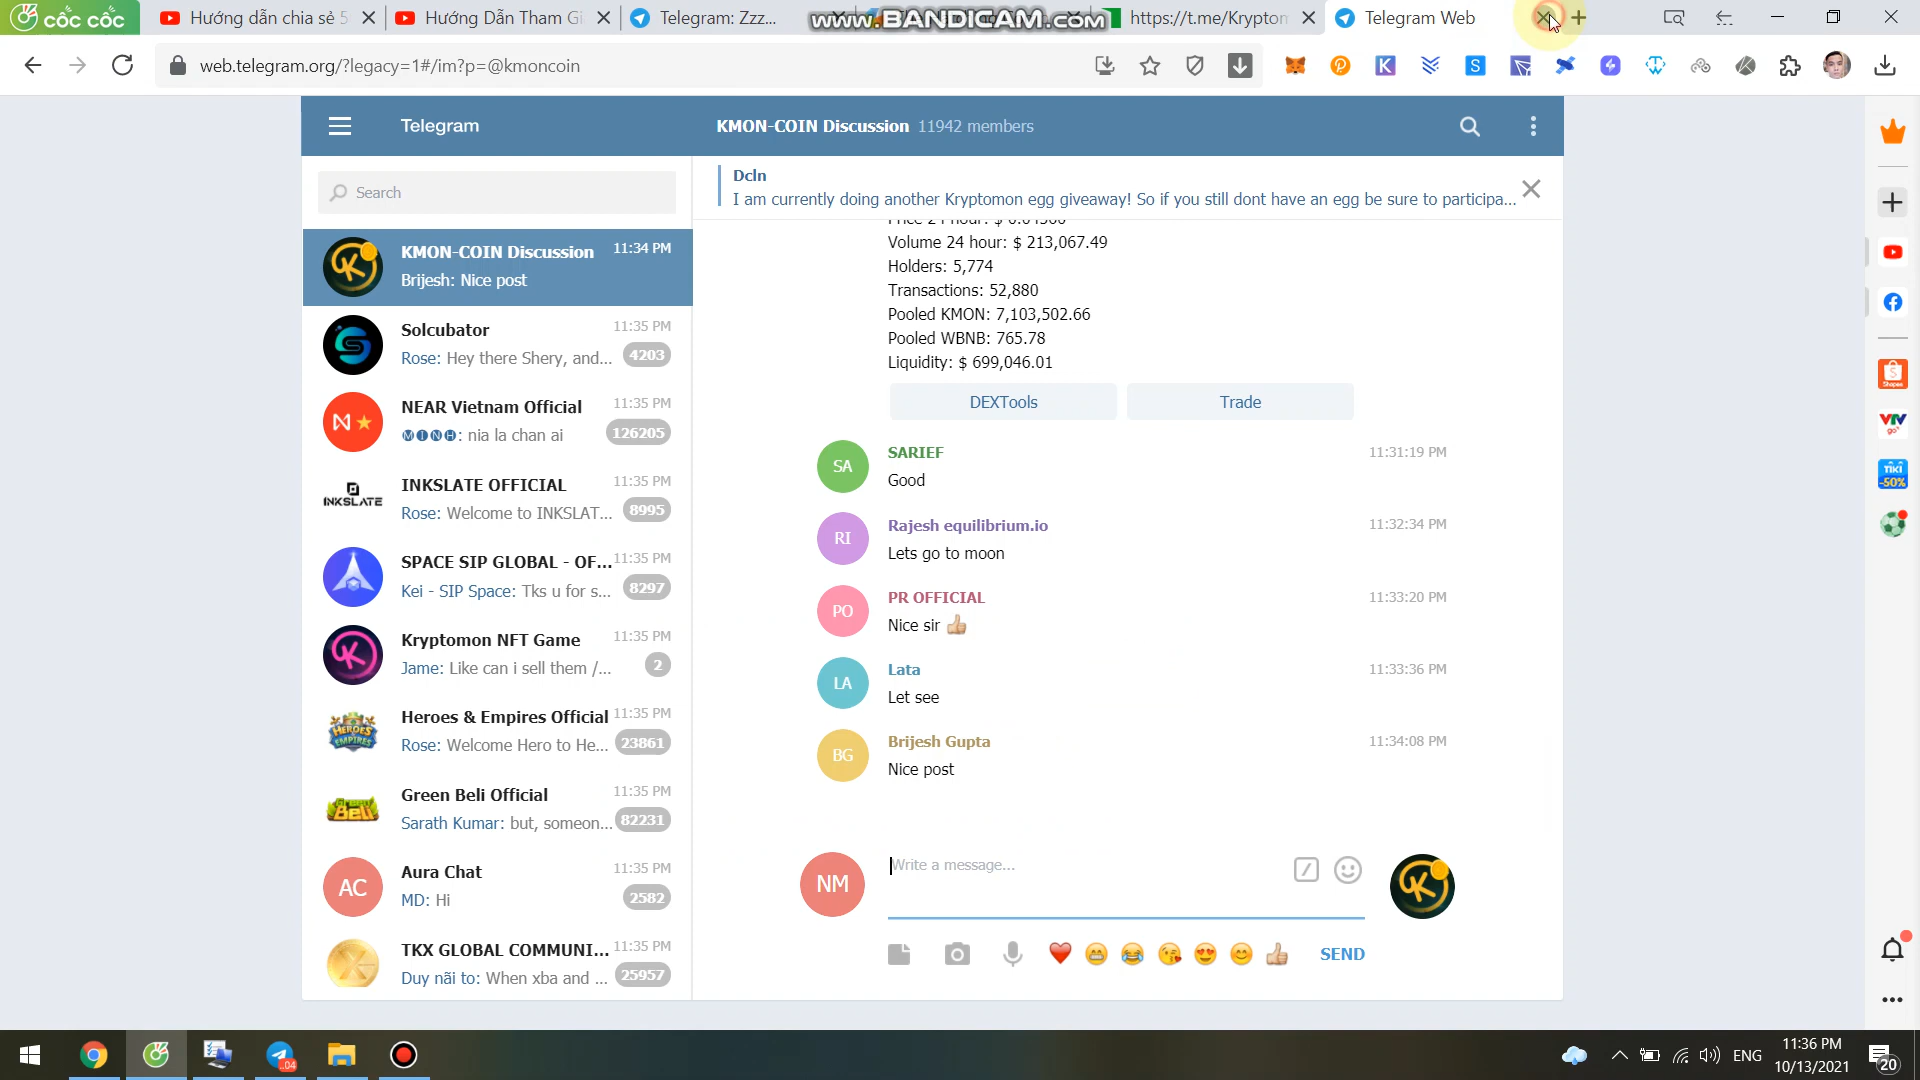 cốc cốc
Hướng dẫn chia sẻ 5
Hướng Dẫn Tham Gi
Telegram: Zzz...
www.BANDICAM.com
https://t.me/Krypton
Telegram Web
web.telegram.org/?legacy=1#/im?p=@kmoncoin
Telegram
KMON-COIN Discussion 11942 members
Search
Dcln
I am currently doing another Kryptomon egg giveaway! So if you still dont have an egg be sure to participa...
KMON-COIN Discussion 11:34 PM
Brijesh: Nice post
Solcubator 11:35 PM
Rose: Hey there Shery, and... 4203
NEAR Vietnam Official 11:35 PM
🅜🅘🅝🅗: nia la chan ai 126205
INKSLATE OFFICIAL 11:35 PM
Rose: Welcome to INKSLAT... 8995
INKSLATE
SPACE SIP GLOBAL - OF... 11:35 PM
Kei - SIP Space: Tks u for s... 8297
Kryptomon NFT Game 11:35 PM
Jame: Like can i sell them /... 2
Heroes & Empires Official 11:35 PM
Rose: Welcome Hero to He... 23861
HEROES
EMPIRES
Green Beli Official 11:35 PM
Sarath Kumar: but, someon... 82231
Beli
AC
Aura Chat 11:35 PM
MD: Hi 2582
TKX GLOBAL COMMUNI... 11:35 PM
Duy nãi to: When xba and ... 25957
Volume 24 hour: $ 213,067.49
Holders: 5,774
Transactions: 52,880
Pooled KMON: 7,103,502.66
Pooled WBNB: 765.78
Liquidity: $ 699,046.01
DEXTools
Trade
SA
SARIEF 11:31:19 PM
Good
RI
Rajesh equilibrium.io 11:32:34 PM
Lets go to moon
PO
PR OFFICIAL 11:33:20 PM
Nice sir 👍
LA
Lata 11:33:36 PM
Let see
BG
Brijesh Gupta 11:34:08 PM
Nice post
NM
Write a message...
SEND
Shopee
VTV
go
TIKI
-50%
..04
ENG
11:36 PM
10/13/2021
20